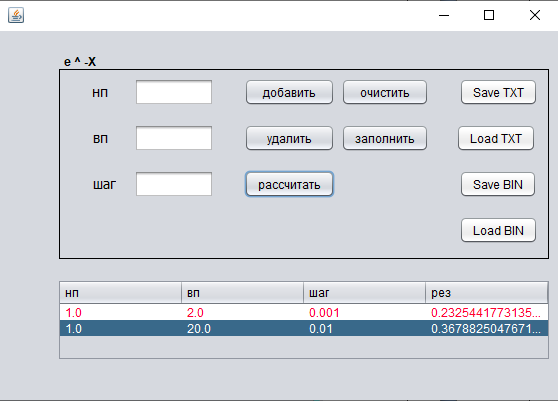 e ^ -X
нп добавить очистить Save TXT
вп удалить заполнить Load TXT
шаг рассчитать Save BIN
Load BIN
нп вп шаг рез
1.0 2.0 0.001 0.2325441773135...
1.0 20.0 0.01 0.3678825047671...